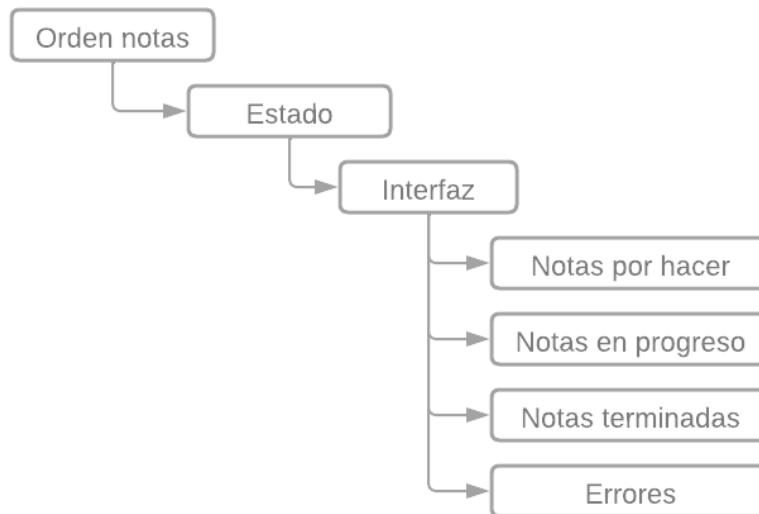 Orden notas
Estado
Interfaz
Notas por hacer
Notas en progreso
Notas terminadas
Errores